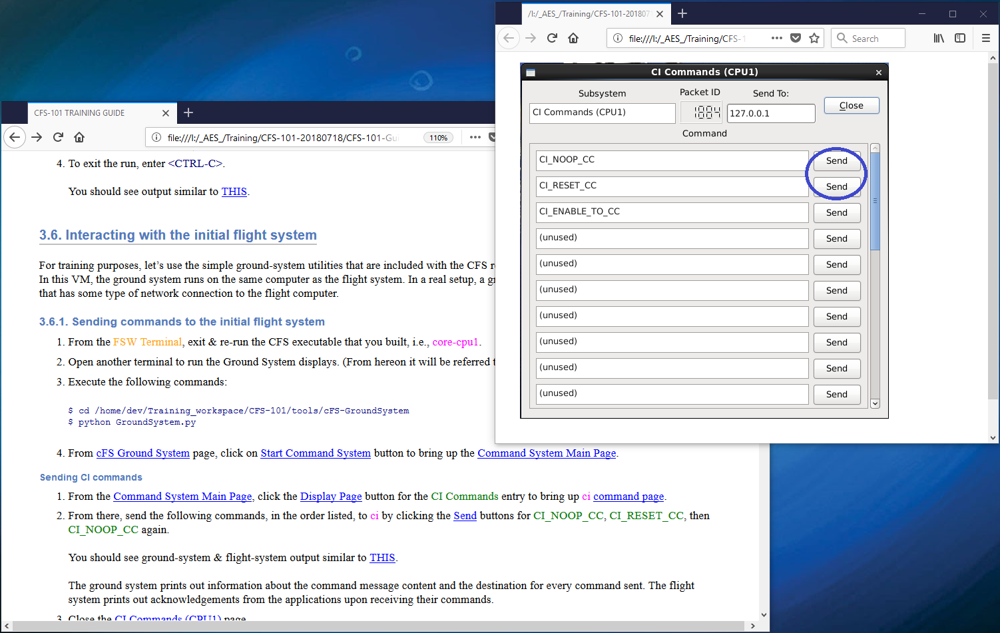 /I:/_AES_/Training/CFS-101-2018071
file:///I:/_AES_/Training/CFS-1
Search
CI Commands (CPU1)
Subsystem
Packet ID
Send To:
CI Commands (CPU1)
1884
127.0.0.1
Close
Command
CI_NOOP_CC
Send
CI_RESET_CC
Send
CI_ENABLE_TO_CC
Send
(unused)
Send
(unused)
Send
(unused)
Send
(unused)
Send
(unused)
Send
(unused)
Send
(unused)
Send
CFS-101 TRAINING GUIDE
file:///I:/_AES_/Training/CFS-101-20180718/CFS-101-Gu
110%
4. To exit the run, enter <CTRL-C>.
You should see output similar to THIS.
3.6. Interacting with the initial flight system
For training purposes, let’s use the simple ground-system utilities that are included with the CFS r
In this VM, the ground system runs on the same computer as the flight system. In a real setup, a g
that has some type of network connection to the flight computer.
3.6.1. Sending commands to the initial flight system
1. From the FSW Terminal, exit & re-run the CFS executable that you built, i.e., core-cpu1.
2. Open another terminal to run the Ground System displays. (From hereon it will be referred t
3. Execute the following commands:
$ cd /home/dev/Training_workspace/CFS-101/tools/cFS-GroundSystem
$ python GroundSystem.py
4. From cFS Ground System page, click on Start Command System button to bring up the Command System Main Page.
Sending CI commands
1. From the Command System Main Page, click the Display Page button for the CI Commands entry to bring up ci command page.
2. From there, send the following commands, in the order listed, to ci by clicking the Send buttons for CI_NOOP_CC, CI_RESET_CC, then
CI_NOOP_CC again.
You should see ground-system & flight-system output similar to THIS.
The ground system prints out information about the command message content and the destination for every command sent. The flight
system prints out acknowledgements from the applications upon receiving their commands.
3. Close the CI Commands (CPU1) page